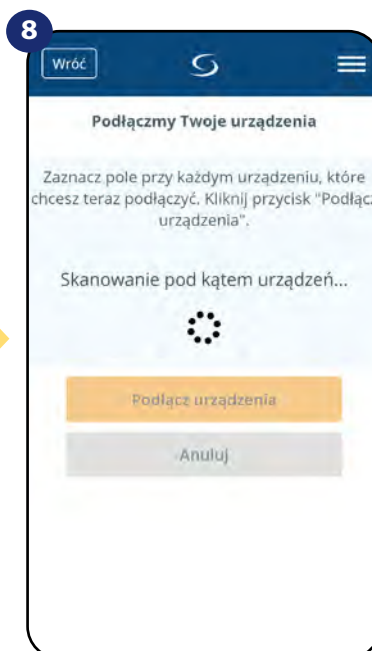 8
Wróć
Podłączmy Twoje urządzenia
Zaznacz pole przy każdym urządzeniu, które
chcesz teraz podłączyć. Kliknij przycisk "Podłącz
urządzenia".
Skanowanie pod kątem urządzeń...
Podłącz urządzenia
Anuluj